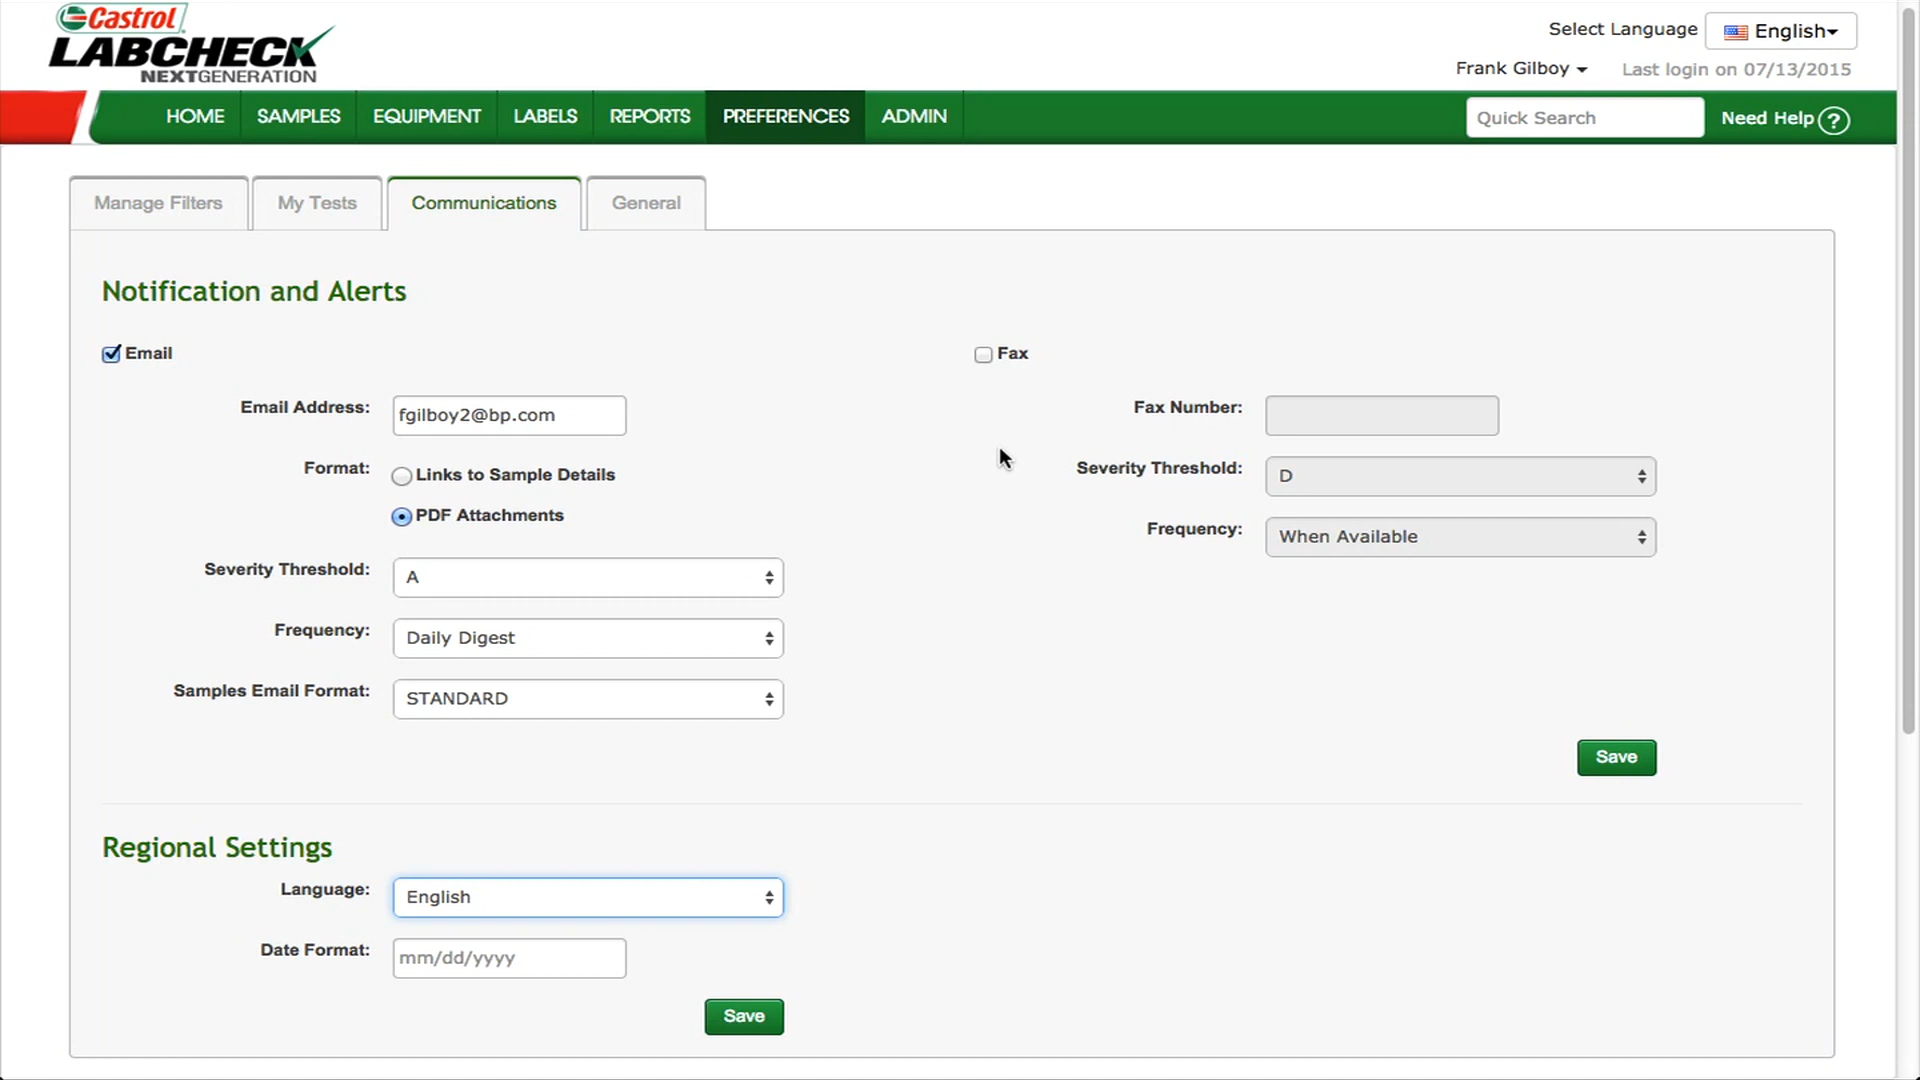 Castrol
LABCHECK
NEXTGENERATION
Select Language English
Frank Gilboy Last login on 07/13/2015
HOME SAMPLES EQUIPMENT LABELS REPORTS PREFERENCES ADMIN Quick Search Need Help ?
Manage Filters My Tests Communications General
Notification and Alerts
Email Fax
Email Address: fgilboy2@bp.com Fax Number:
Format: Links to Sample Details Severity Threshold: D
PDF Attachments Frequency: When Available
Severity Threshold: A
Frequency: Daily Digest
Samples Email Format: STANDARD
Save
Regional Settings
Language: English
Date Format: mm/dd/yyyy
Save